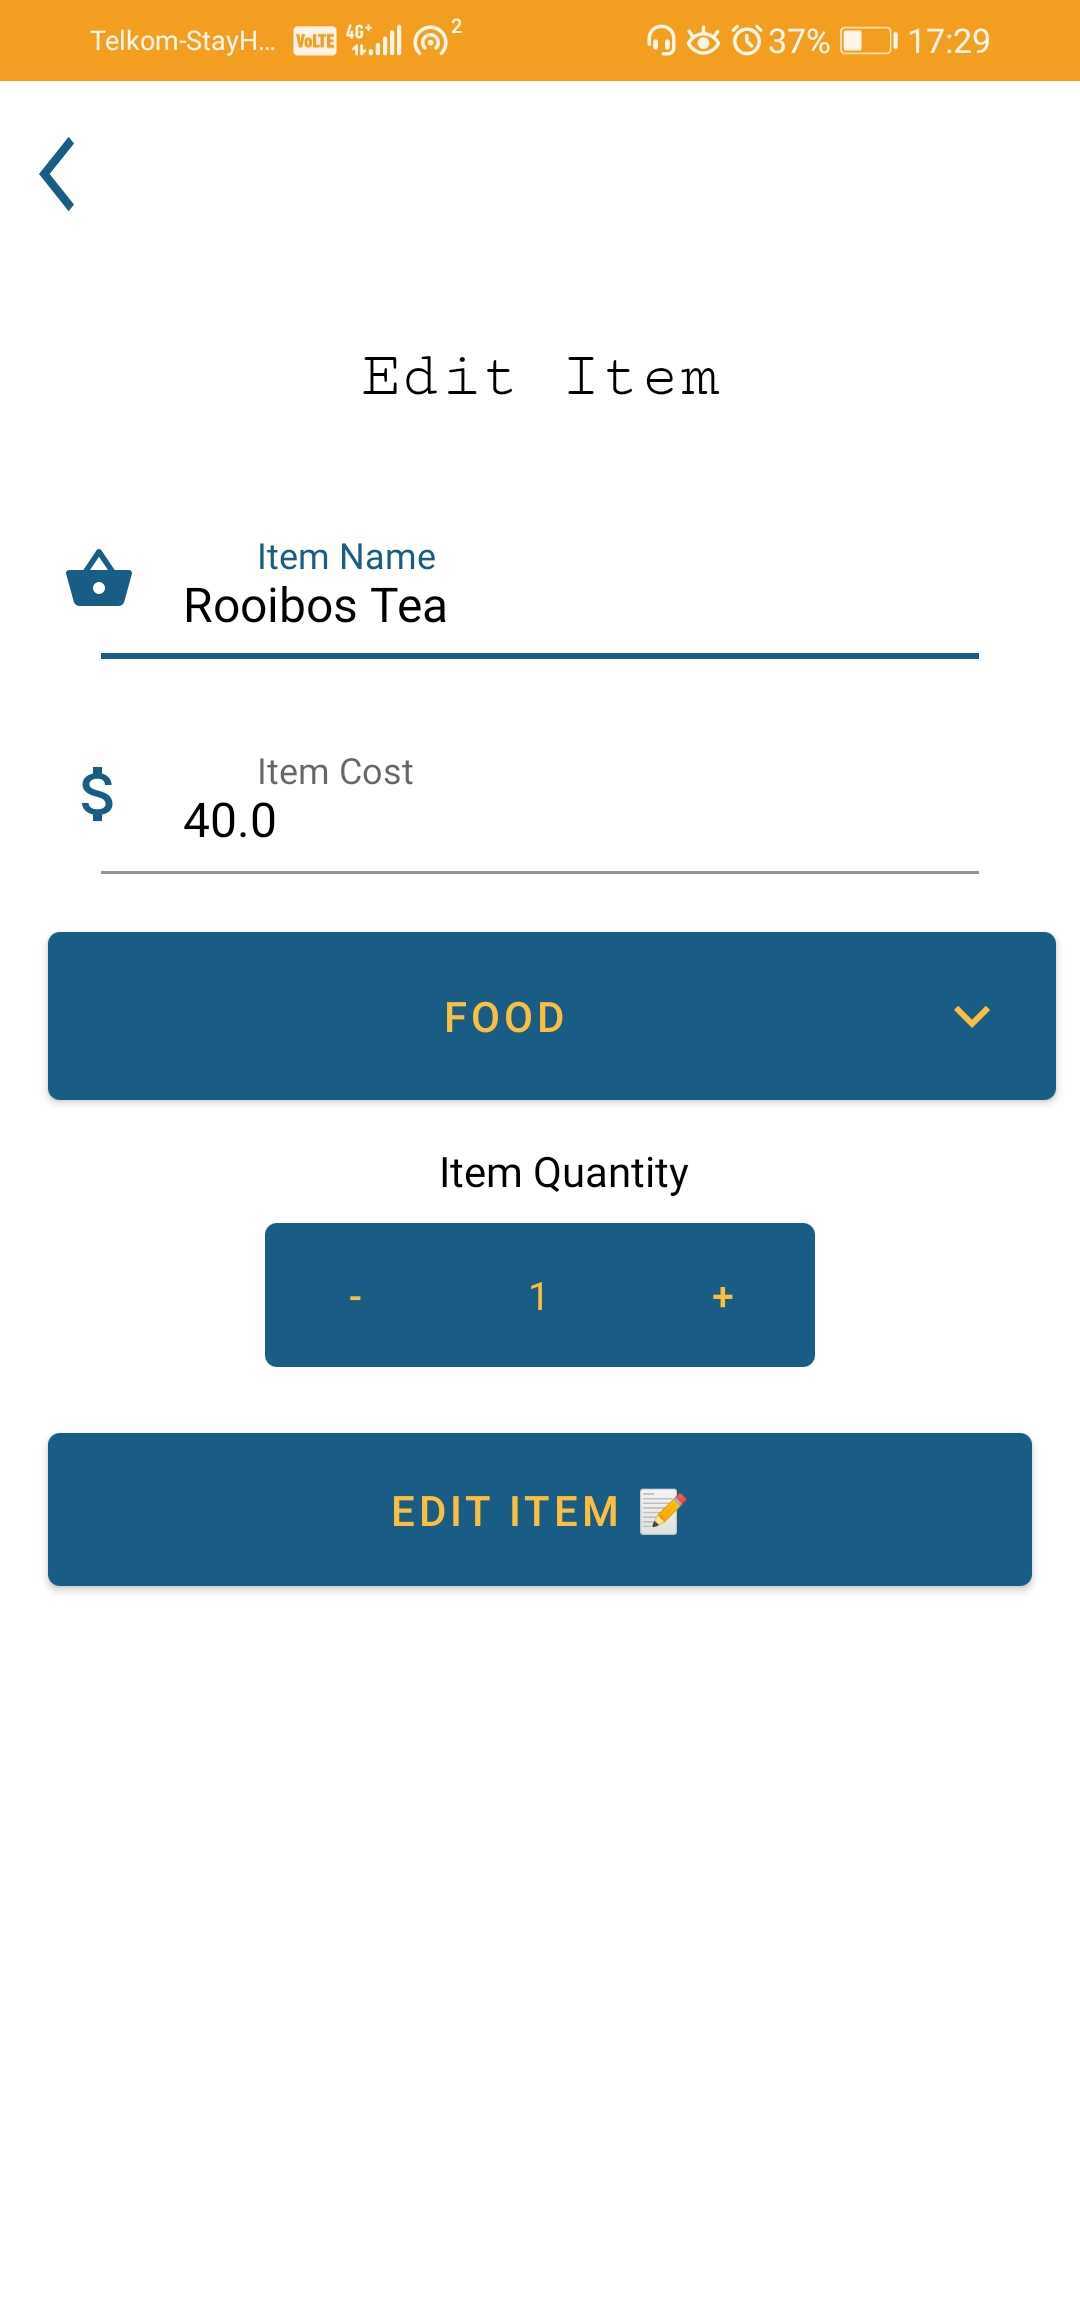 Telkom-StayH... VoLTE 4G+ 2 37% 17:29
Edit Item
Item Name
Rooibos Tea
$ Item Cost
40.0
FOOD
Item Quantity
- 1 +
EDIT ITEM 📝